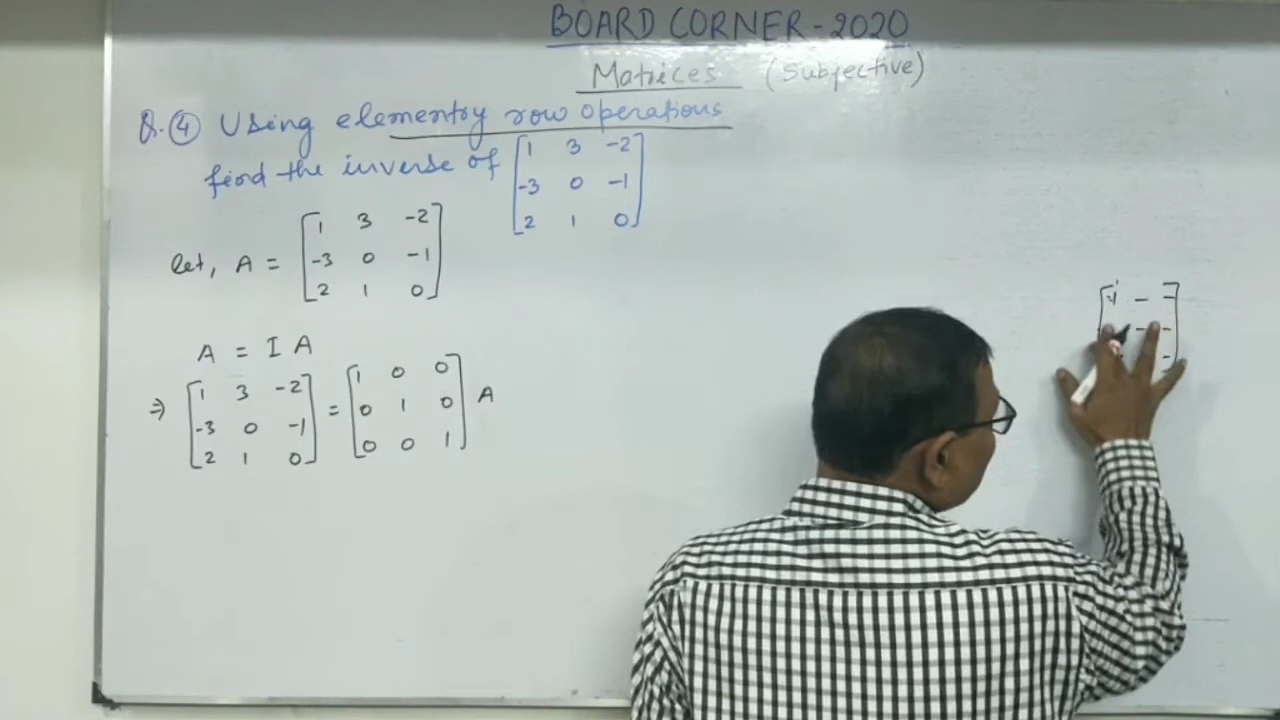 BOARD CORNER - 2020
Matrices (Subjective)
Q. ④ Using elementry row operations
find the inverse of [1 3 -2
-3 0 -1
2 1 0]
let, A = [1 3 -2
-3 0 -1
2 1 0]
A = I A
⇒ [1 3 -2
-3 0 -1
2 1 0] = [1 0 0
0 1 0
0 0 1] A